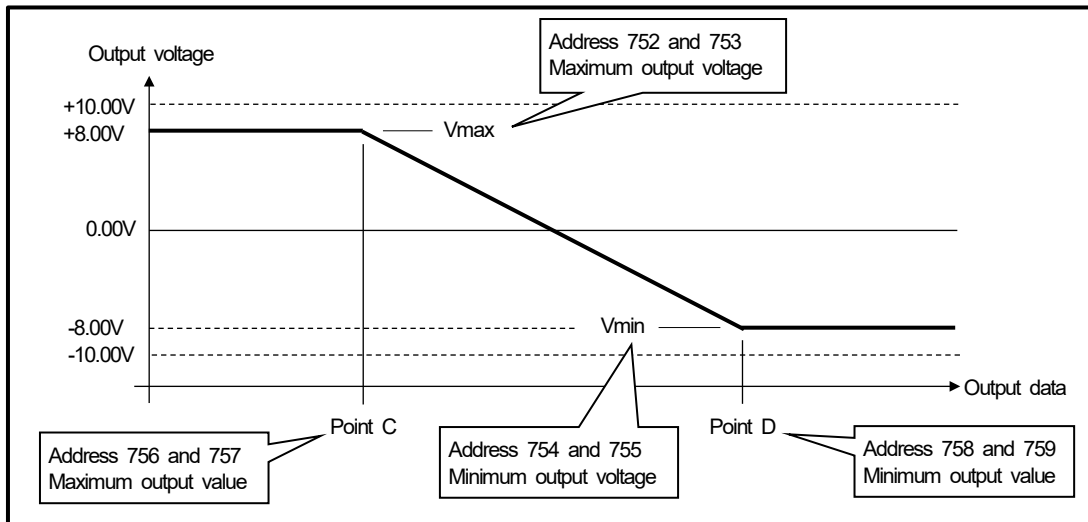 Output voltage
Address 752 and 753
Maximum output voltage
+10.00V
+8.00V
Vmax
0.00V
-8.00V
Vmin
-10.00V
Output data
Point C
Point D
Address 756 and 757
Maximum output value
Address 754 and 755
Minimum output voltage
Address 758 and 759
Minimum output value